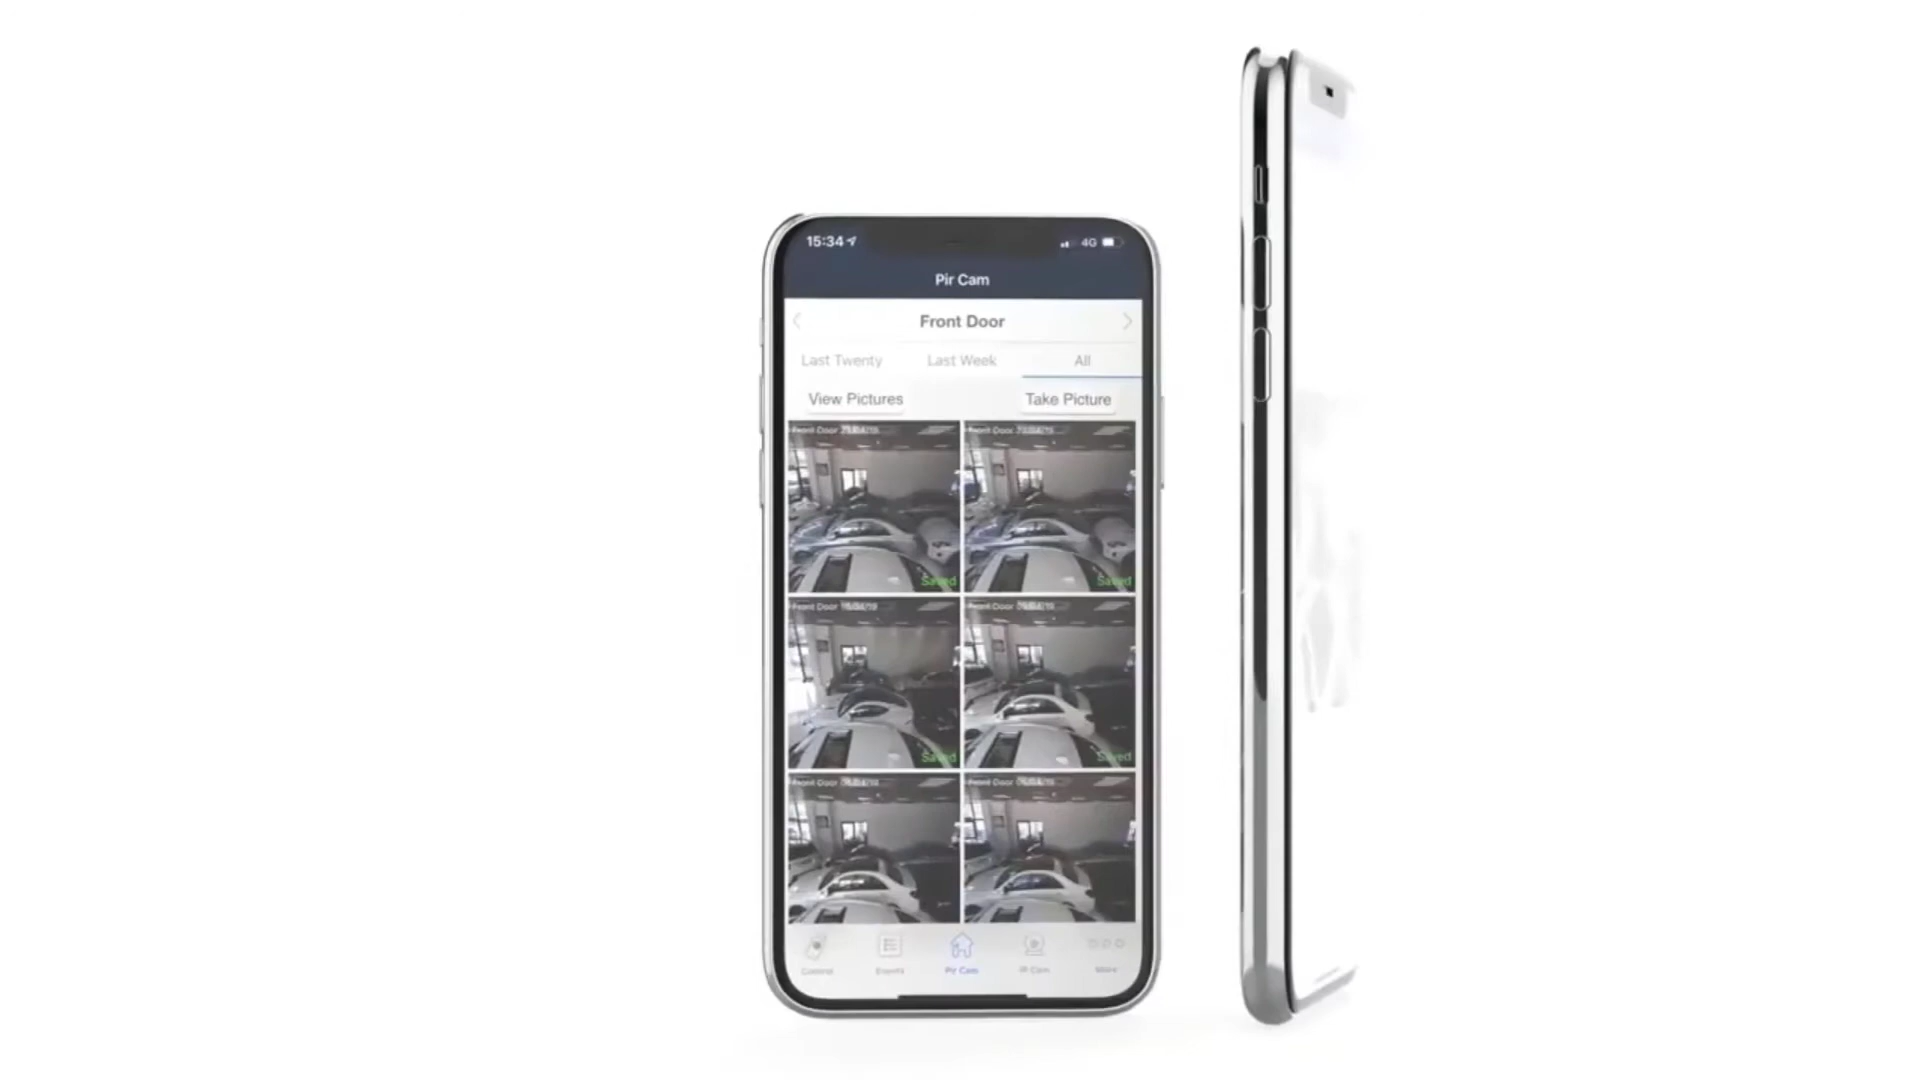 15:34 4G
Pir Cam
Front Door
Last Twenty Last Week All
View Pictures Take Picture
Front Door Front Door
Saved Saved
Front Door Front Door
Saved Saved
Front Door Front Door
Control Events Pir Cam IP Cam More